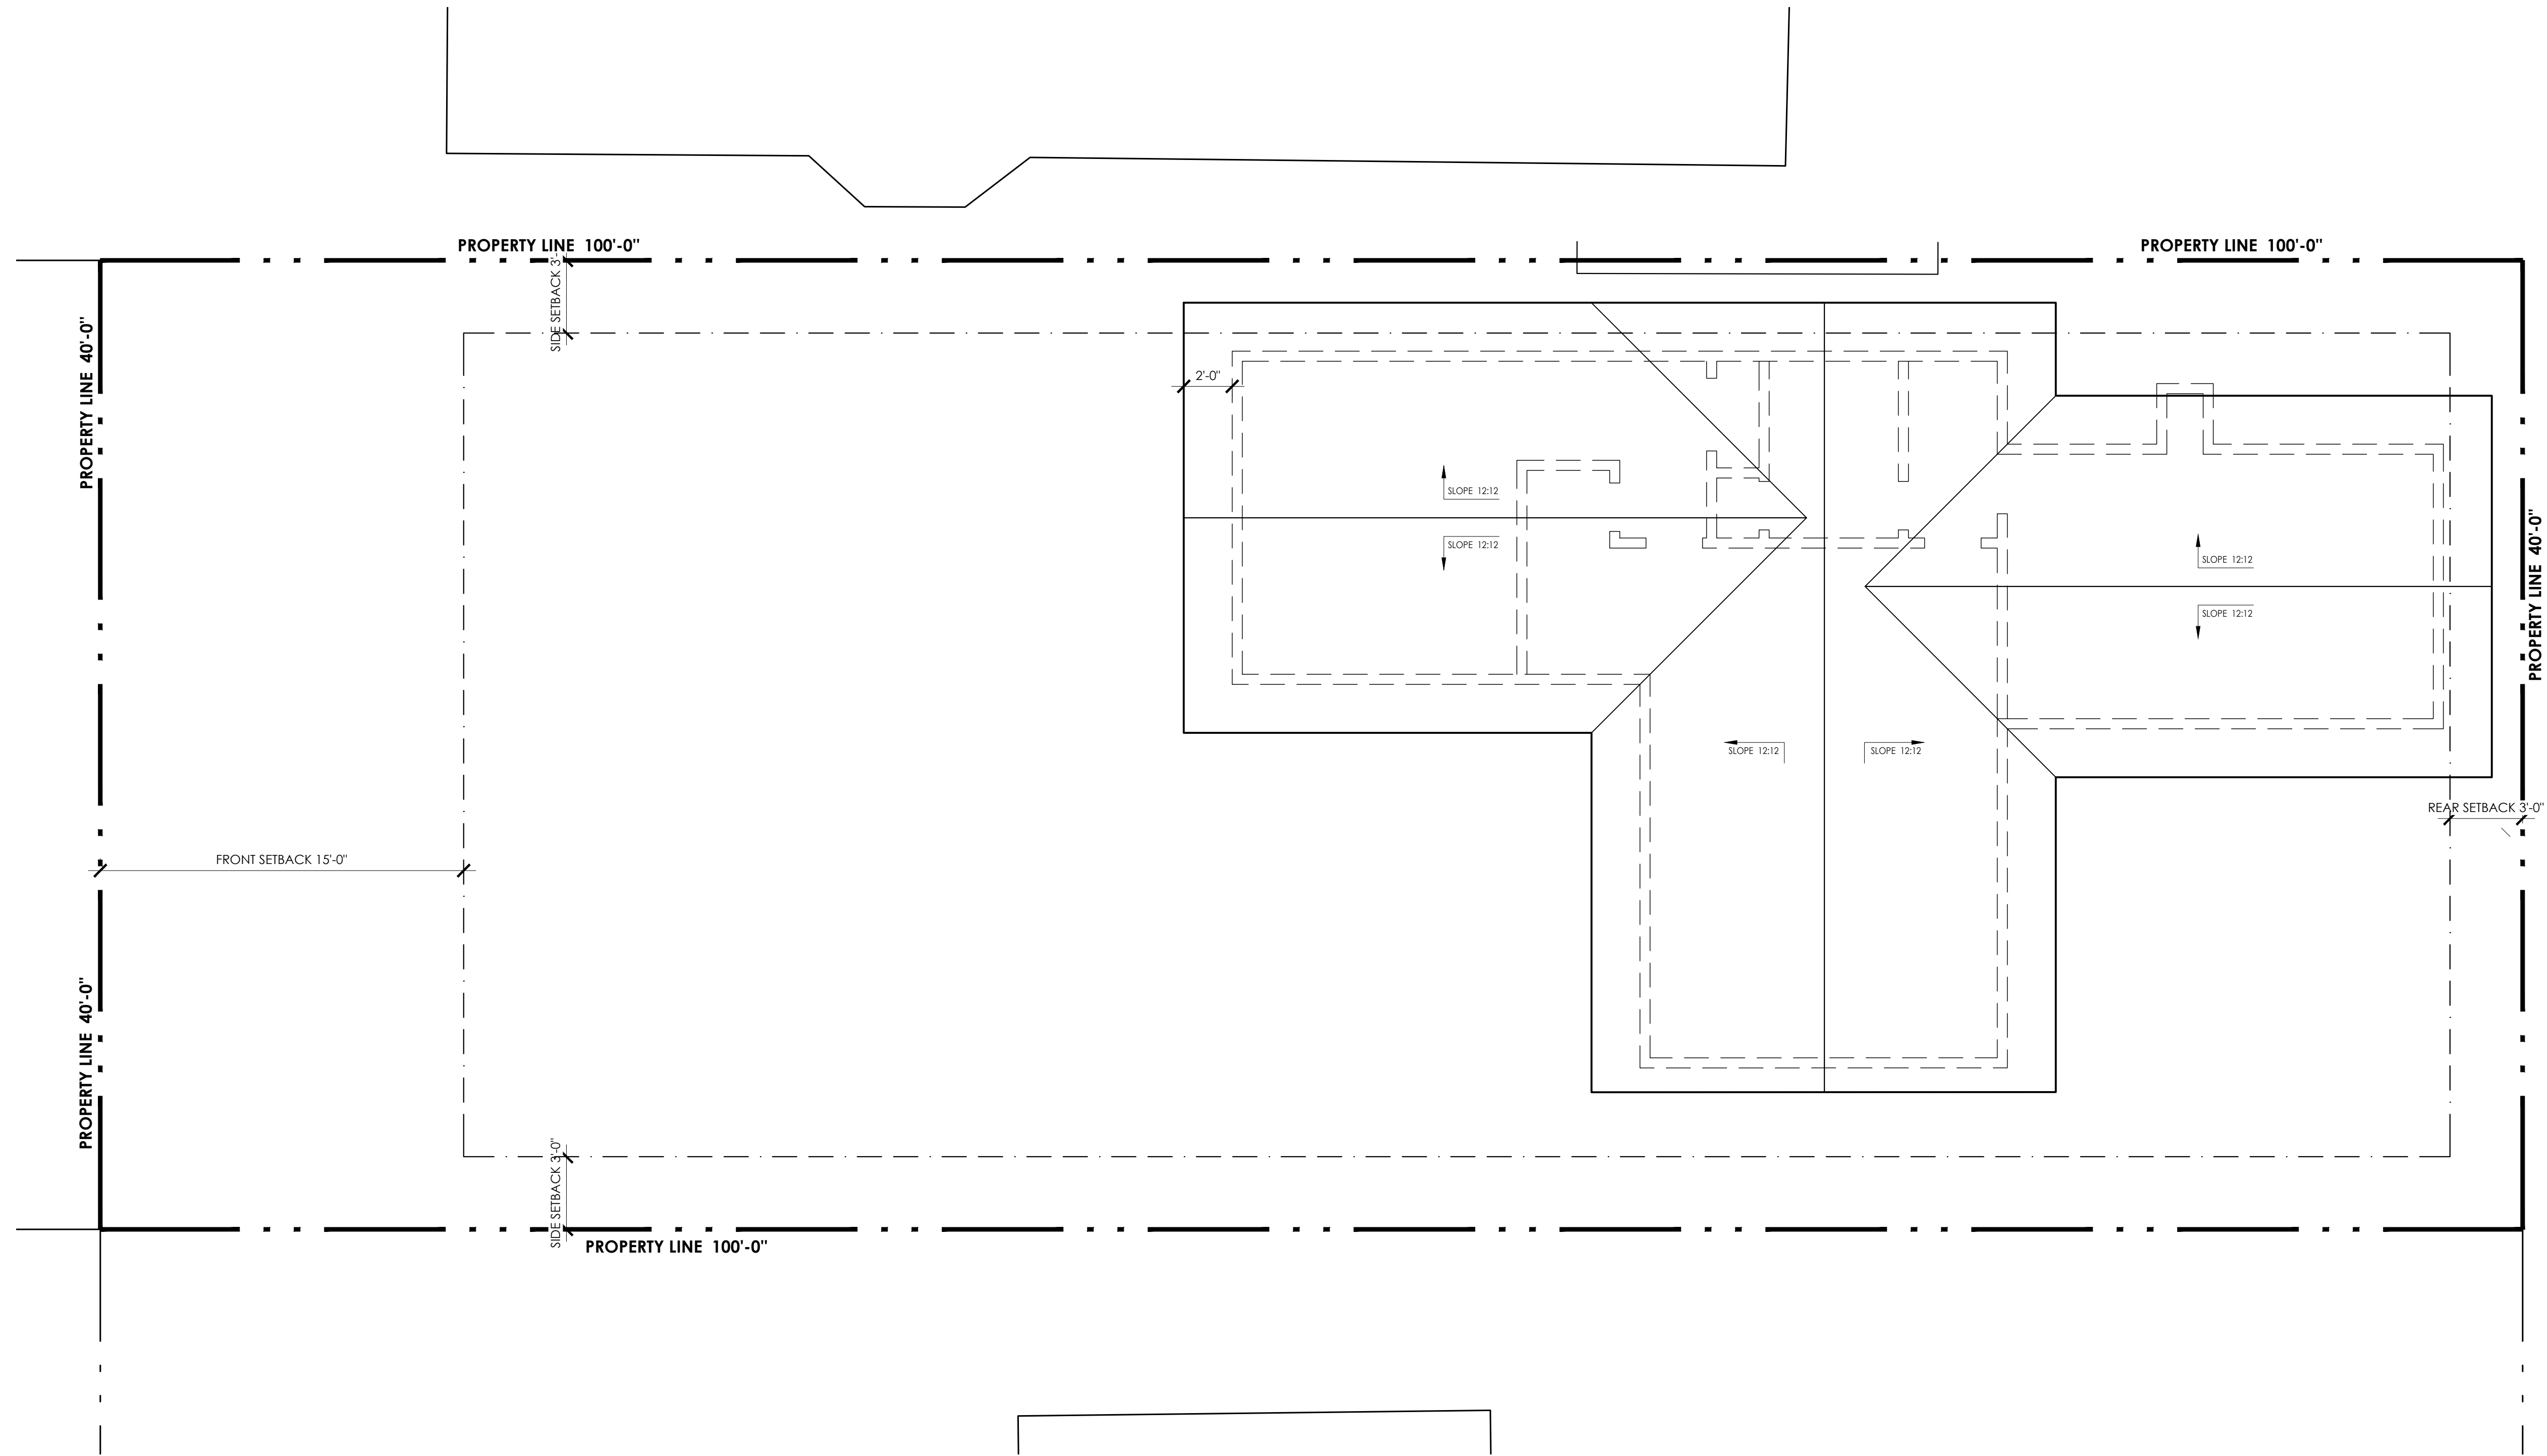 PROPERTY LINE 100'-0"
PROPERTY LINE 100'-0"
SIDE SETBACK 3'-
PROPERTY LINE 40'-0"
2'-0"
SLOPE 12:12
SLOPE 12:12
SLOPE 12:12
SLOPE 12:12
PROPERTY LINE 40'-0"
SLOPE 12:12
SLOPE 12:12
REAR SETBACK 3'-0"
FRONT SETBACK 15'-0"
PROPERTY LINE 40'-0"
SIDE SETBACK 3'-0"
PROPERTY LINE 100'-0"